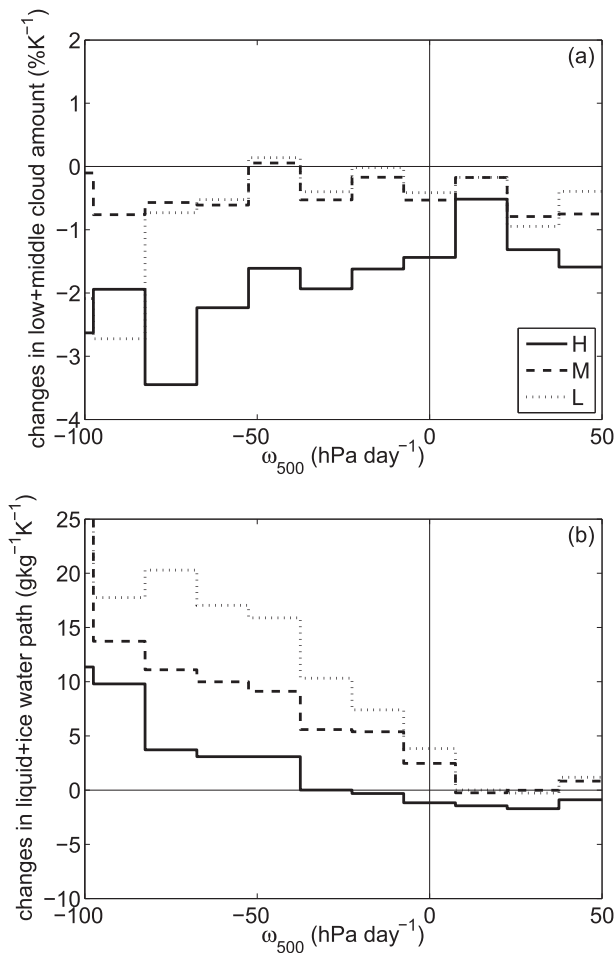 (a)
changes in low+middle cloud amount (%K⁻¹)
2
1
0
−1
−2
−3
−4
H
M
L
−100
−50
0
50
ω₅₀₀ (hPa day⁻¹)
(b)
changes in liquid+ice water path (gkg⁻¹K⁻¹)
25
20
15
10
5
0
−5
−10
−100
−50
0
50
ω₅₀₀ (hPa day⁻¹)